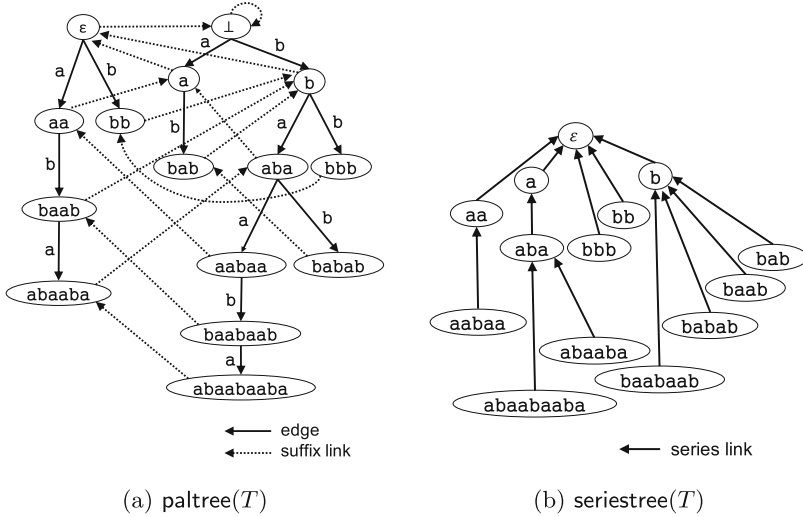 ε ⊥
a b
a b
a b
aa bb
b
b
a b
bab aba bbb
baab
a b
a
aabaa babab
abaaba
b
baabaab
a
abaabaaba
edge
suffix link
(a) paltree(T)
ε
a b
aa
bb
aba bbb
bab
baab
aabaa
babab
abaaba
baabaab
abaabaaba
series link
(b) seriestree(T)